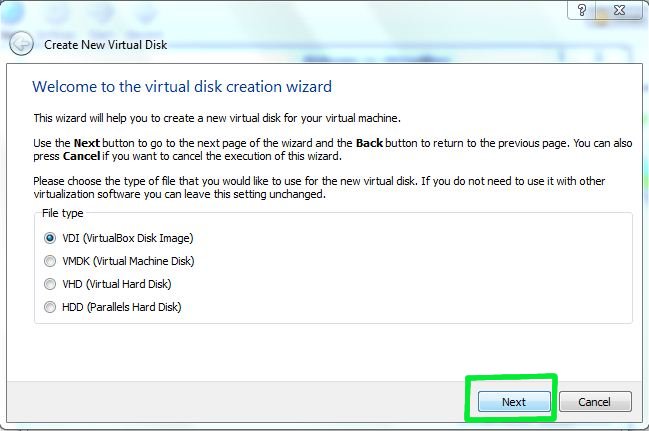 Create New Virtual Disk
Welcome to the virtual disk creation wizard
This wizard will help you to create a new virtual disk for your virtual machine.
Use the Next button to go to the next page of the wizard and the Back button to return to the previous page. You can also
press Cancel if you want to cancel the execution of this wizard.
Please choose the type of file that you would like to use for the new virtual disk. If you do not need to use it with other
virtualization software you can leave this setting unchanged.
File type
VDI (VirtualBox Disk Image)
VMDK (Virtual Machine Disk)
VHD (Virtual Hard Disk)
HDD (Parallels Hard Disk)
Next
Cancel